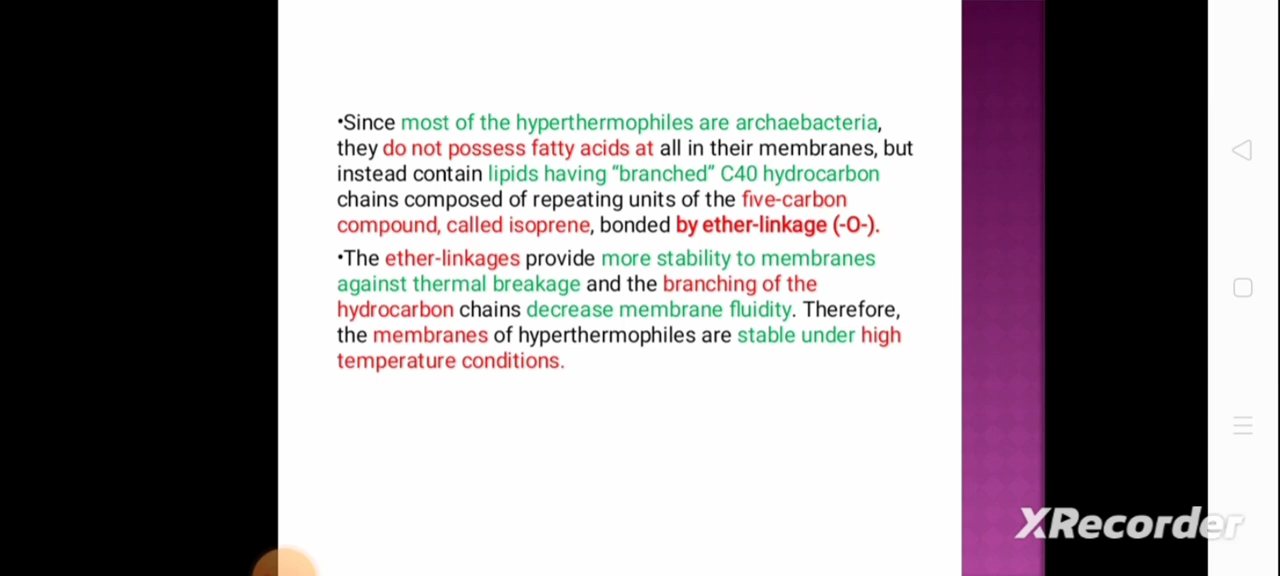 •Since most of the hyperthermophiles are archaebacteria,
they do not possess fatty acids at all in their membranes, but
instead contain lipids having “branched” C40 hydrocarbon
chains composed of repeating units of the five-carbon
compound, called isoprene, bonded by ether-linkage (-O-).
•The ether-linkages provide more stability to membranes
against thermal breakage and the branching of the
hydrocarbon chains decrease membrane fluidity. Therefore,
the membranes of hyperthermophiles are stable under high
temperature conditions.
XRecorder